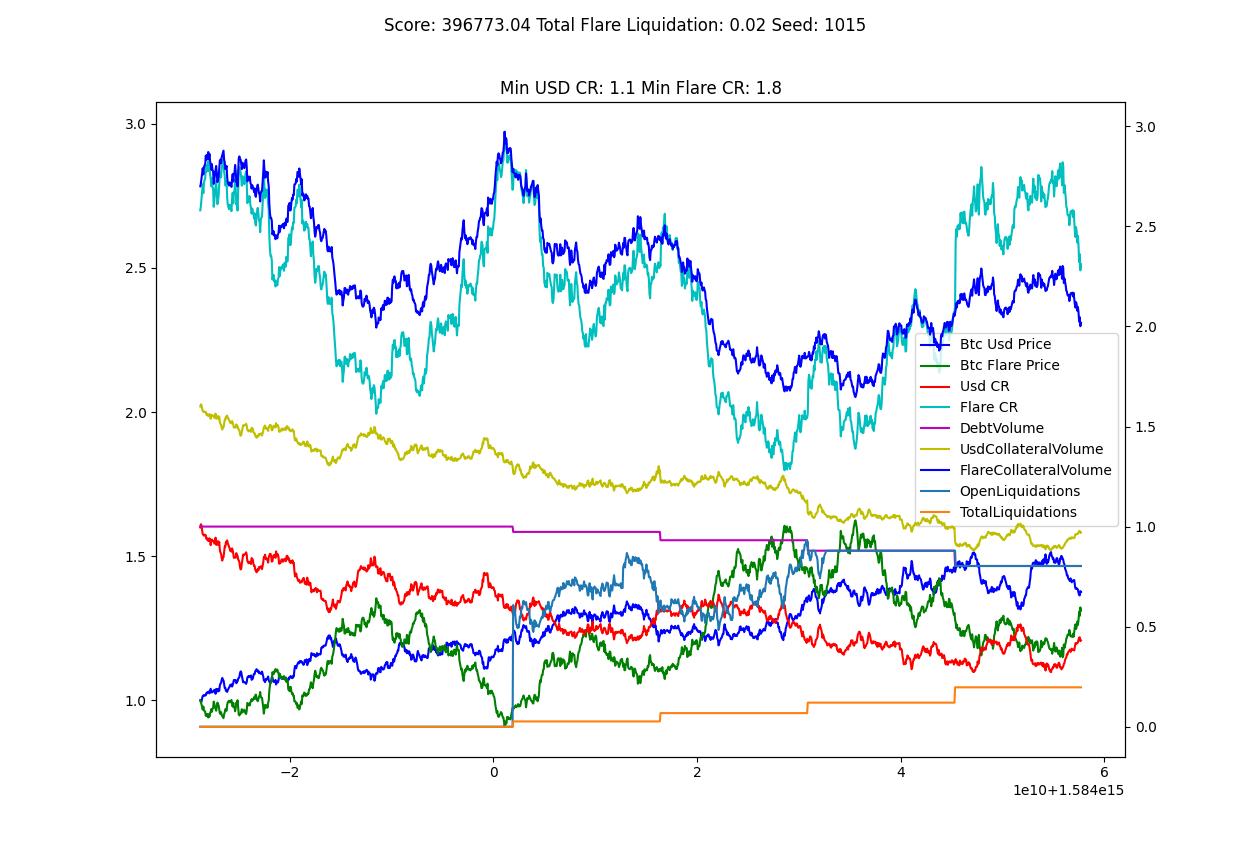 Score: 396773.04 Total Flare Liquidation: 0.02 Seed: 1015
Min USD CR: 1.1 Min Flare CR: 1.8
3.0
2.5
2.0
1.5
1.0
3.0
2.5
2.0
1.5
1.0
0.5
0.0
Btc Usd Price
Btc Flare Price
Usd CR
Flare CR
DebtVolume
UsdCollateralVolume
FlareCollateralVolume
OpenLiquidations
TotalLiquidations
−2 0 2 4 6
1e10+1.584e15